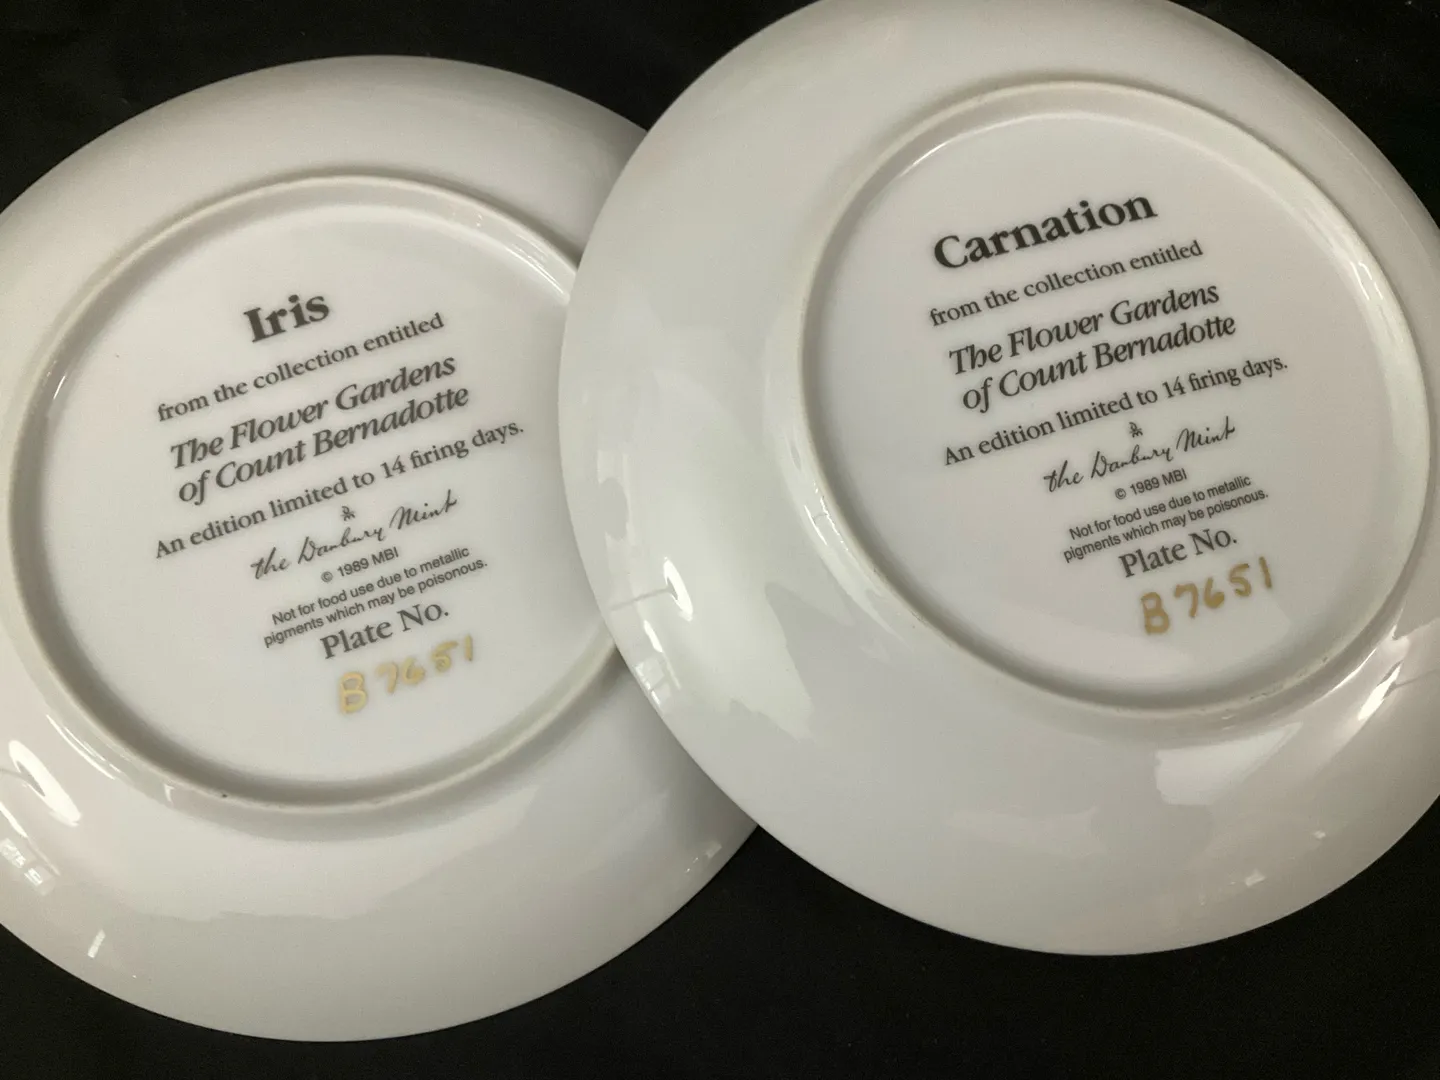 Iris
from the collection entitled
The Flower Gardens
of Count Bernadotte
An edition limited to 14 firing days.
the Danbury Mint
© 1989 MBI
Not for food use due to metallic
pigments which may be poisonous.
Plate No.
B7651
Carnation
from the collection entitled
The Flower Gardens
of Count Bernadotte
An edition limited to 14 firing days.
the Danbury Mint
© 1989 MBI
Not for food use due to metallic
pigments which may be poisonous.
Plate No.
B7651